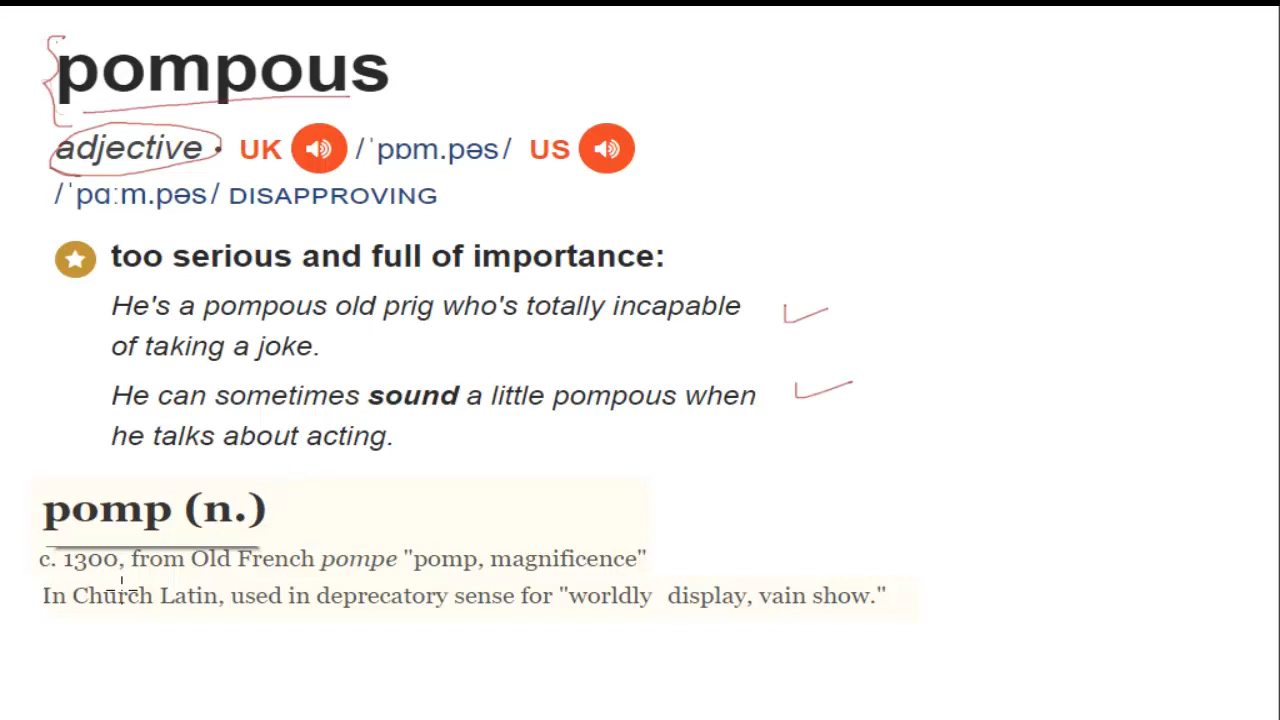 pompous
adjective • UK /ˈpɒm.pəs/ US
/ˈpɑːm.pəs/ DISAPPROVING
too serious and full of importance:
He's a pompous old prig who's totally incapable
of taking a joke.
He can sometimes sound a little pompous when
he talks about acting.
pomp (n.)
c. 1300, from Old French pompe "pomp, magnificence"
In Church Latin, used in deprecatory sense for "worldly display, vain show."